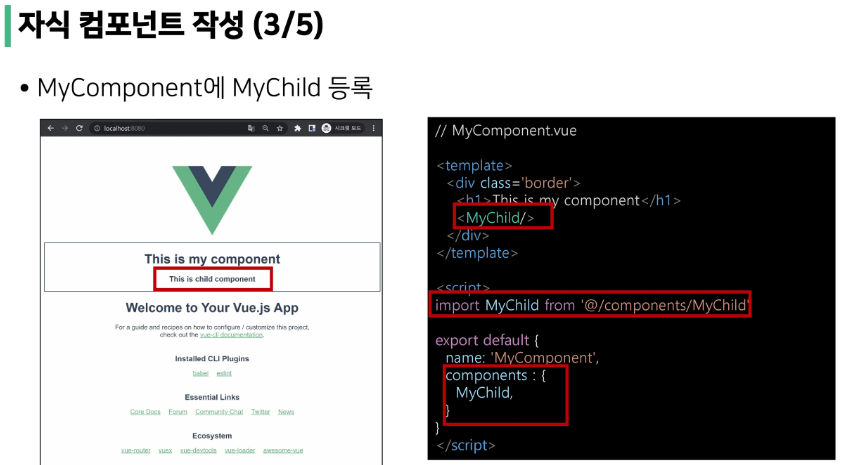 자식 컴포넌트 작성 (3/5)
• MyComponent에 MyChild 등록
localhost:8080
시크릿 모드
This is my component
This is child component
Welcome to Your Vue.js App
For a guide and recipes on how to configure / customize this project,
check out the vue-cli documentation.
Installed CLI Plugins
babel eslint
Essential Links
Core Docs Forum Community Chat Twitter News
Ecosystem
vue-router vuex vue-devtools vue-loader awesome-vue
// MyComponent.vue
<template>
<div class='border'>
<h1>This is my component</h1>
<MyChild/>
</div>
</template>
<script>
import MyChild from '@/components/MyChild'
export default {
name: 'MyComponent',
components : {
MyChild,
}
}
</script>